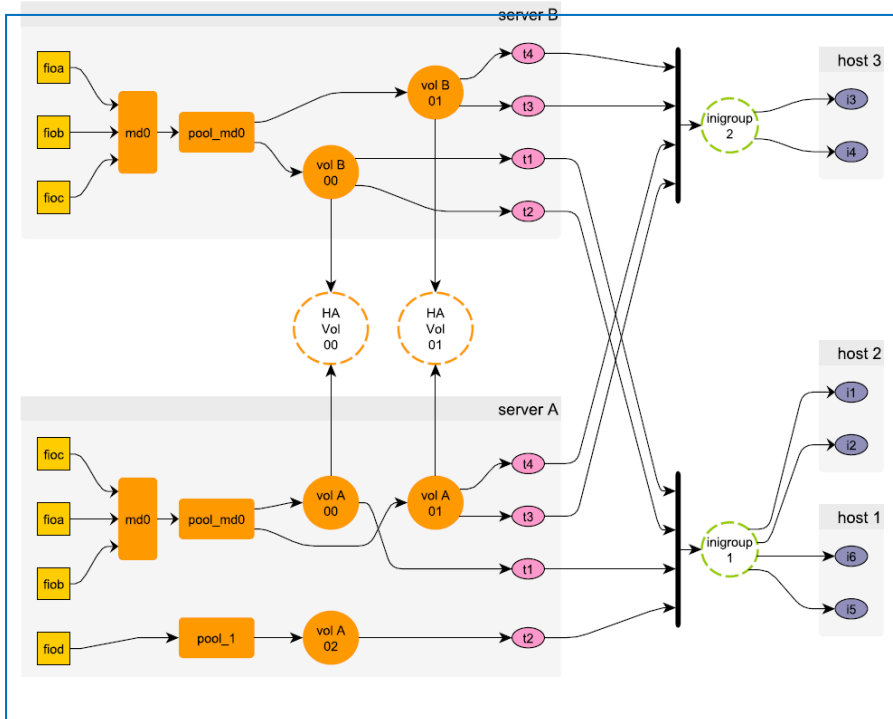 server B
fioa
fiob
fioc
md0
pool_md0
vol B
01
vol B
00
t4
t3
t1
t2
inigroup
2
host 3
i3
i4
HA
Vol
00
HA
Vol
01
host 2
i1
i2
server A
fioc
fioa
fiob
fiod
md0
pool_md0
pool_1
vol A
00
vol A
01
vol A
02
t4
t3
t1
t2
inigroup
1
host 1
i6
i5